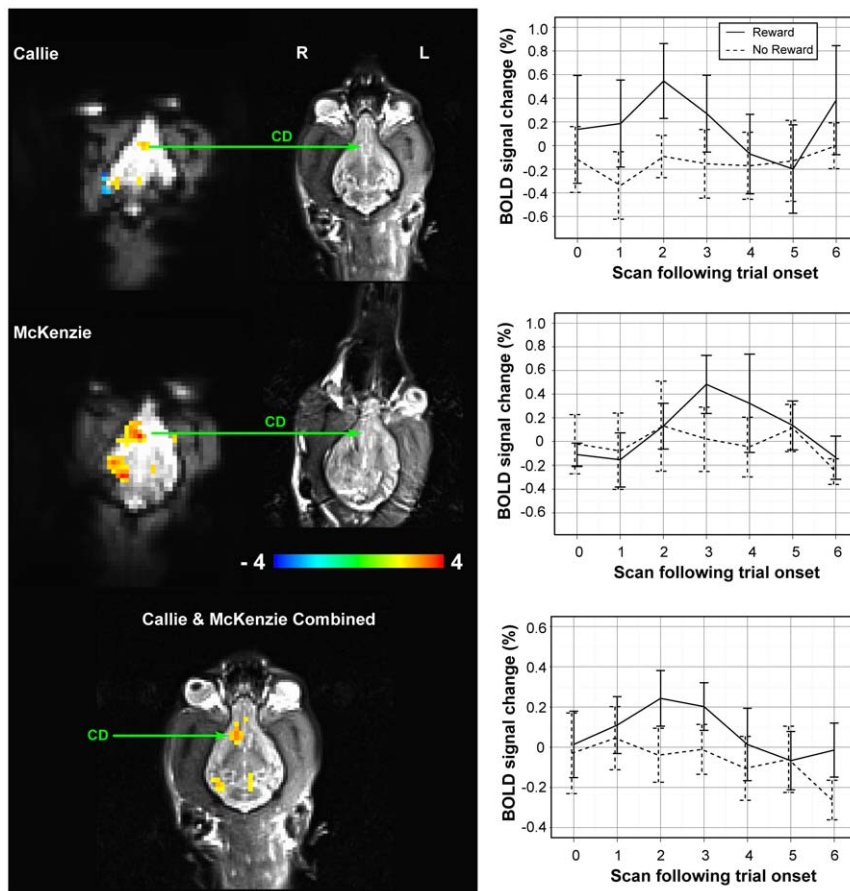 Callie
R L
CD
McKenzie
CD
- 4 4
Callie & McKenzie Combined
CD
BOLD signal change (%)
1.0
0.8
0.6
0.4
0.2
0
-0.2
-0.4
-0.6
Reward
No Reward
0 1 2 3 4 5 6
Scan following trial onset
BOLD signal change (%)
1.0
0.8
0.6
0.4
0.2
0
-0.2
-0.4
-0.6
0 1 2 3 4 5 6
Scan following trial onset
BOLD signal change (%)
0.6
0.4
0.2
0
-0.2
-0.4
0 1 2 3 4 5 6
Scan following trial onset